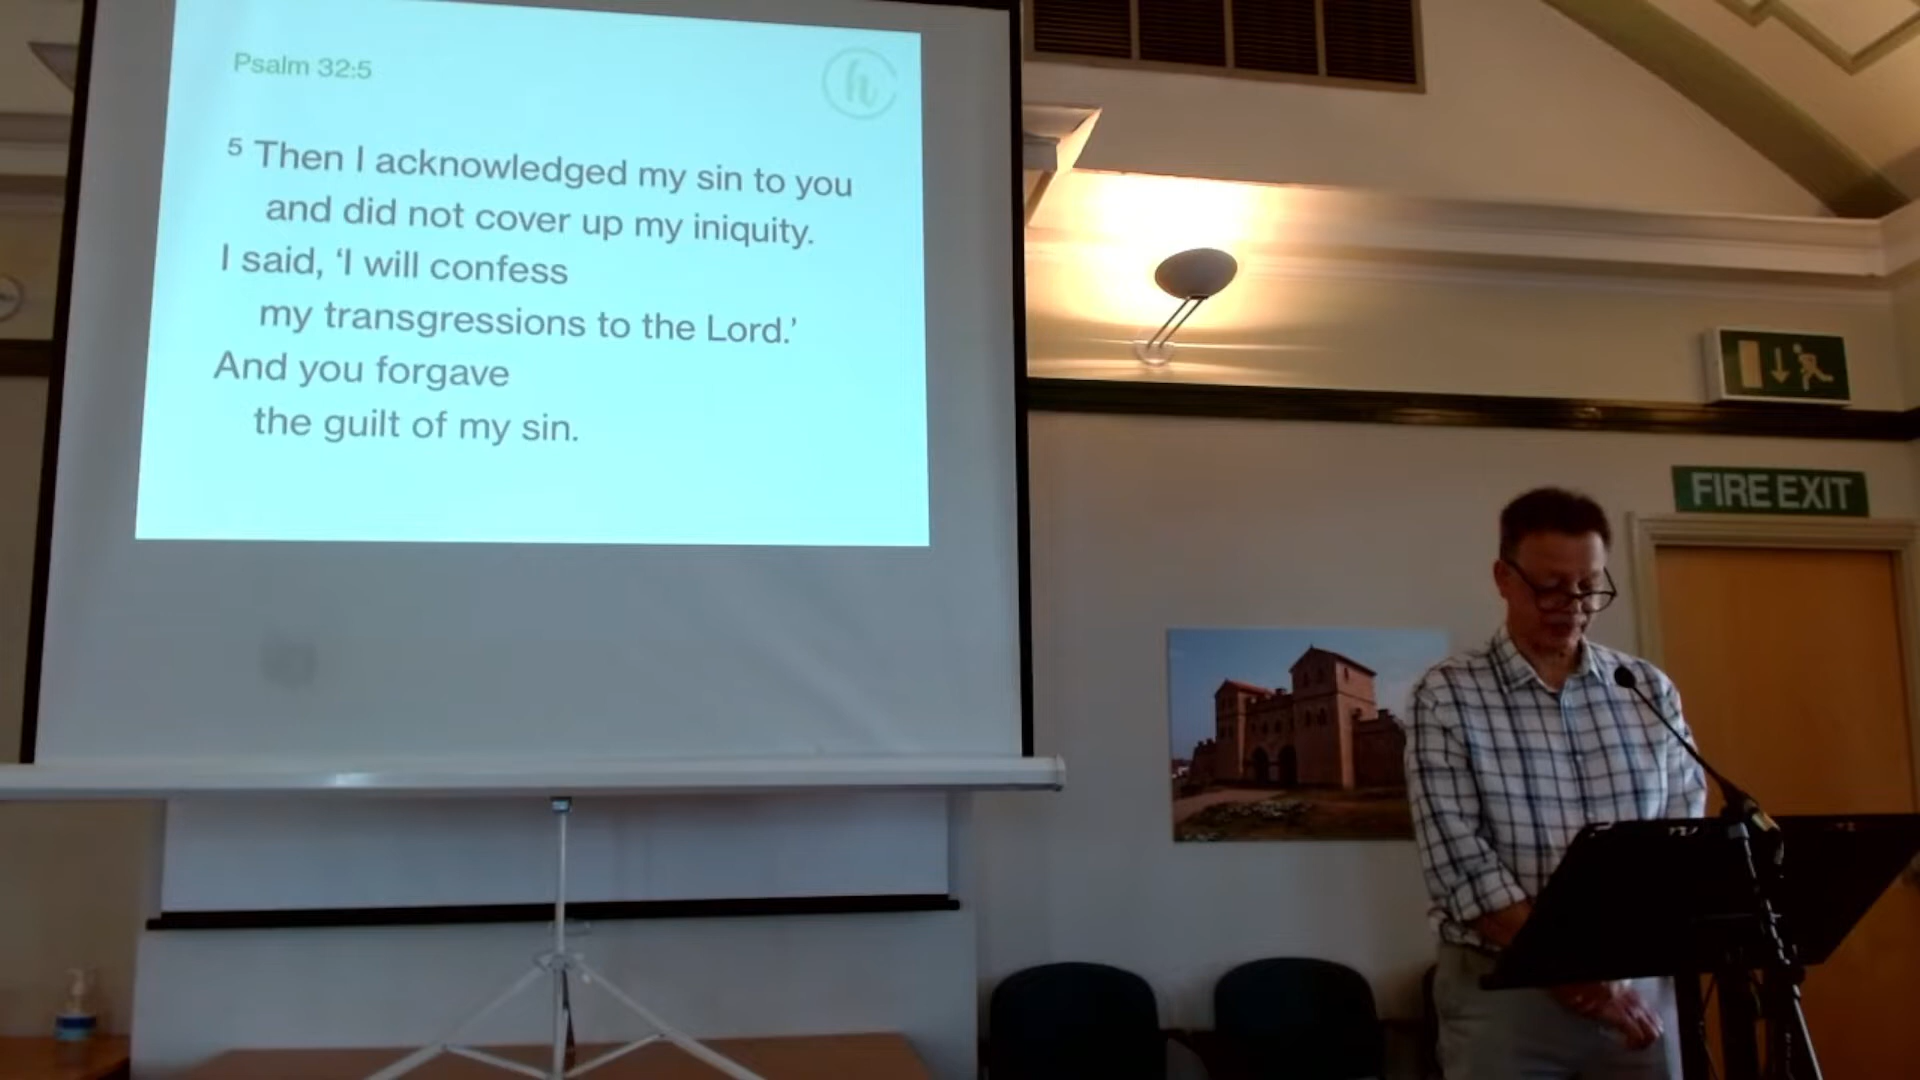 Psalm 32:5
h
5 Then I acknowledged my sin to you
and did not cover up my iniquity.
I said, ‘I will confess
my transgressions to the Lord.’
And you forgave
the guilt of my sin.
FIRE EXIT